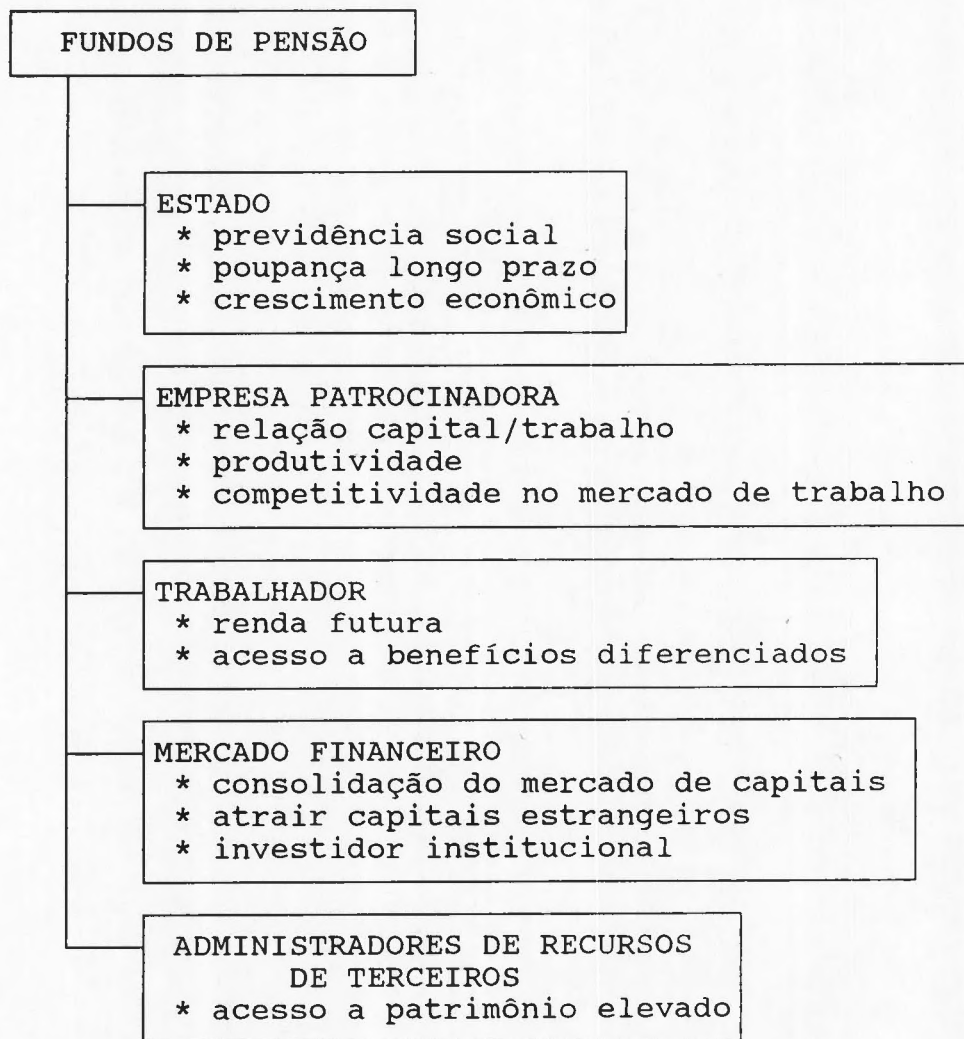 FUNDOS DE PENSÃO
ESTADO
* previdência social
* poupança longo prazo
* crescimento econômico
EMPRESA PATROCINADORA
* relação capital/trabalho
* produtividade
* competitividade no mercado de trabalho
TRABALHADOR
* renda futura
* acesso a benefícios diferenciados
MERCADO FINANCEIRO
* consolidação do mercado de capitais
* atrair capitais estrangeiros
* investidor institucional
ADMINISTRADORES DE RECURSOS
DE TERCEIROS
* acesso a patrimônio elevado